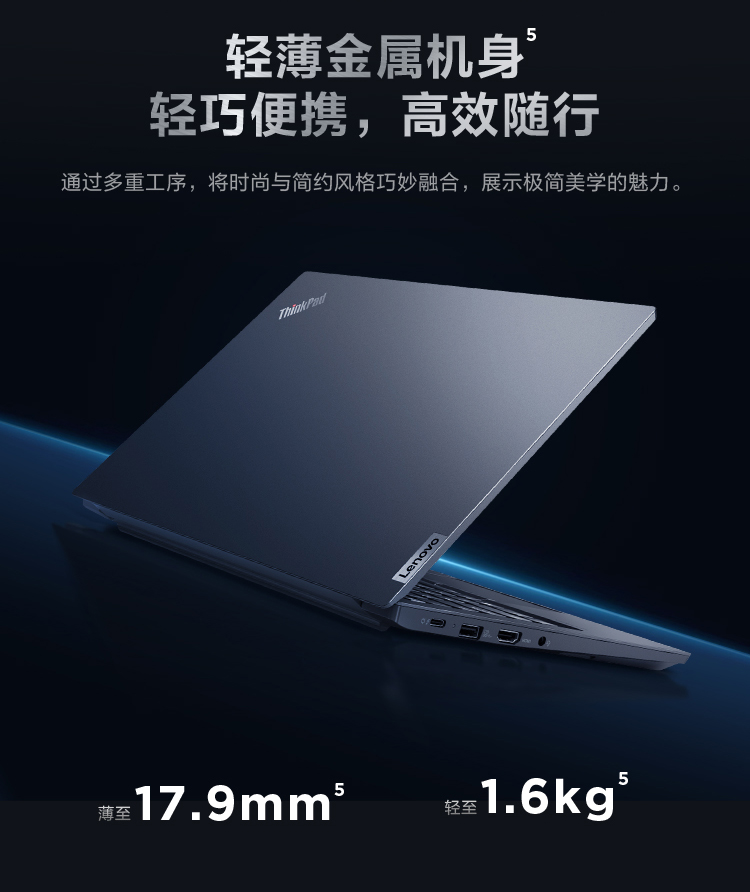 轻薄金属机身5
轻巧便携，高效随行
通过多重工序，将时尚与简约风格巧妙融合，展示极简美学的魅力。
ThinkPad
Lenovo
薄至17.9mm5
轻至1.6kg5